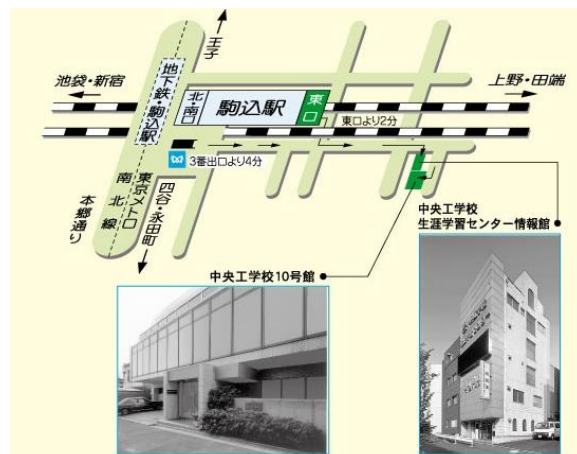 王子
池袋・新宿
上野・田端
地下鉄・駒込駅
北
南口
駒込駅
東口
東口より2分
3番出口より4分
東京メトロ
南北線
本郷通り
四谷・永田町
中央工学校
生涯学習センター情報館
中央工学校10号館